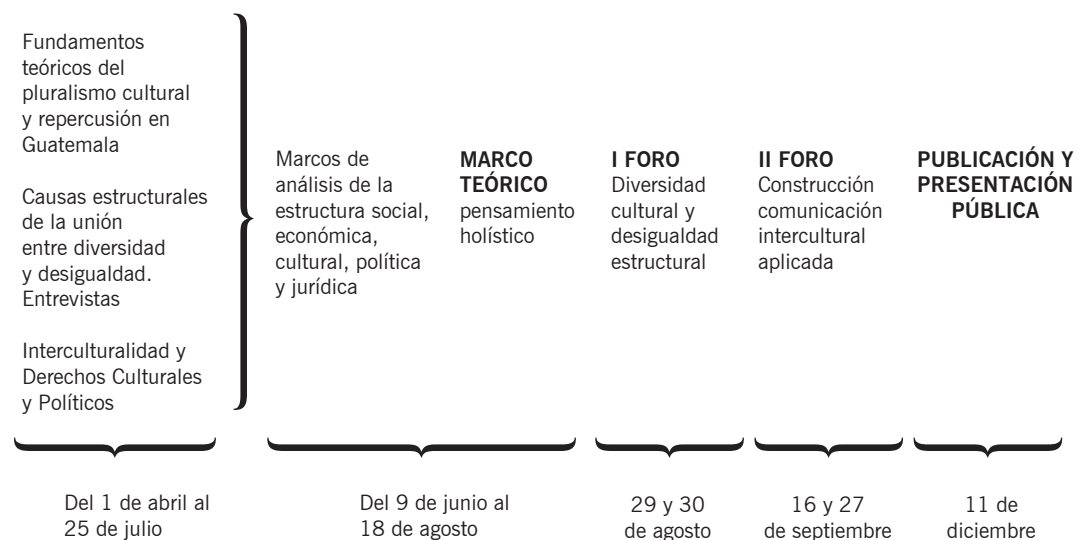 Fundamentos
teóricos del
pluralismo cultural
y repercusión en
Guatemala
Causas estructurales
de la unión
entre diversidad
y desigualdad.
Entrevistas
Interculturalidad y
Derechos Culturales
y Políticos
Marcos de
análisis de la
estructura social,
económica,
cultural, política
y jurídica
MARCO
TEÓRICO
pensamiento
holístico
I FORO
Diversidad
cultural y
desigualdad
estructural
II FORO
Construcción
comunicación
intercultural
aplicada
PUBLICACIÓN Y
PRESENTACIÓN
PÚBLICA
Del 1 de abril al
25 de julio
Del 9 de junio al
18 de agosto
29 y 30
de agosto
16 y 27
de septiembre
11 de
diciembre